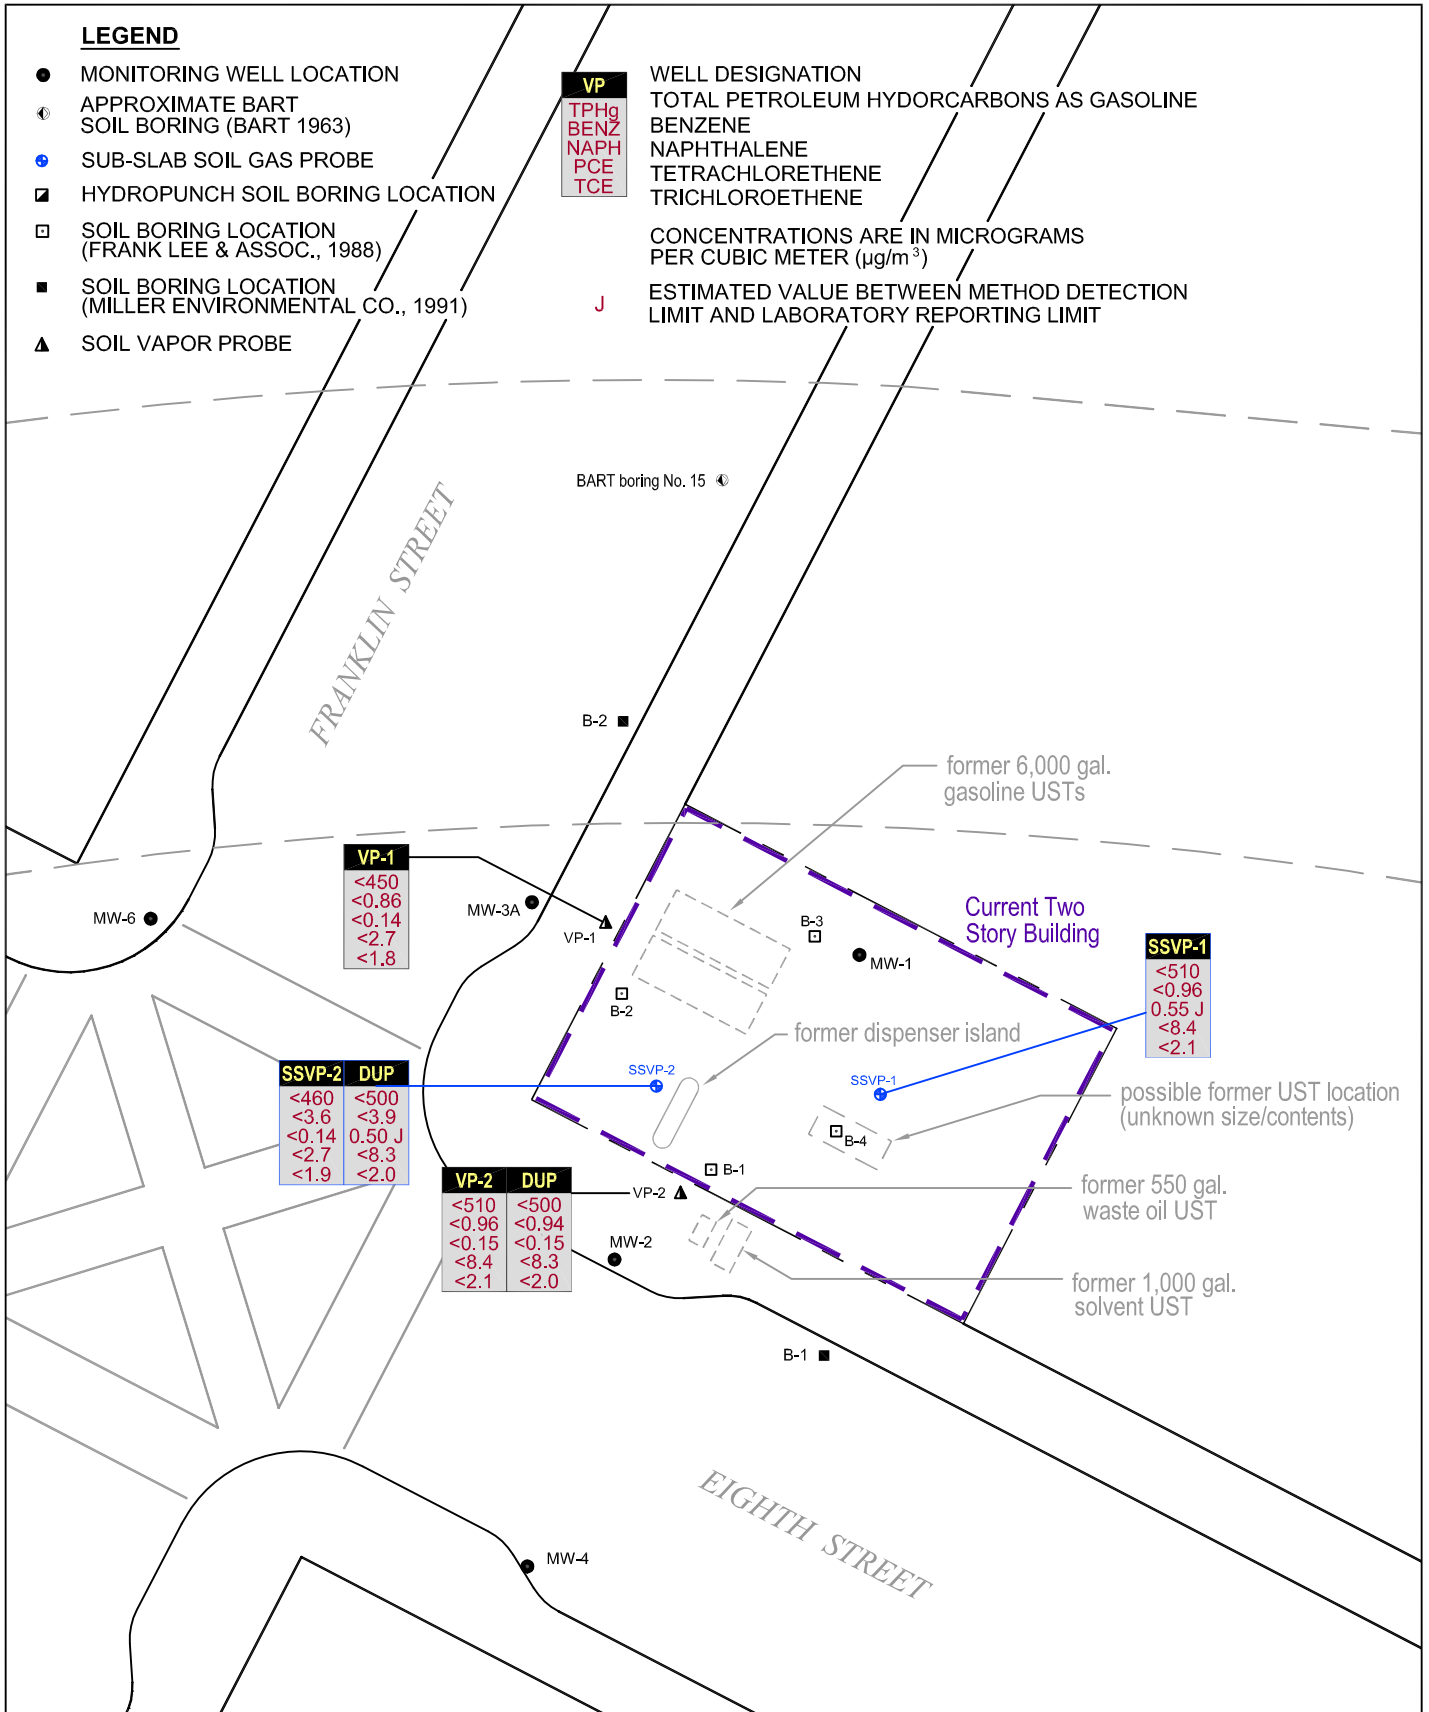 LEGEND
MONITORING WELL LOCATION
APPROXIMATE BART
SOIL BORING (BART 1963)
SUB-SLAB SOIL GAS PROBE
HYDROPUNCH SOIL BORING LOCATION
SOIL BORING LOCATION
(FRANK LEE & ASSOC., 1988)
SOIL BORING LOCATION
(MILLER ENVIRONMENTAL CO., 1991)
SOIL VAPOR PROBE
VP
TPHg
BENZ
NAPH
PCE
TCE
WELL DESIGNATION
TOTAL PETROLEUM HYDORCARBONS AS GASOLINE
BENZENE
NAPHTHALENE
TETRACHLORETHENE
TRICHLOROETHENE
CONCENTRATIONS ARE IN MICROGRAMS
PER CUBIC METER (µg/m³)
J
ESTIMATED VALUE BETWEEN METHOD DETECTION
LIMIT AND LABORATORY REPORTING LIMIT
BART boring No. 15
FRANKLIN STREET
B-2
former 6,000 gal.
gasoline USTs
VP-1
<450
<0.86
<0.14
<2.7
<1.8
MW-6
MW-3A
VP-1
B-3
MW-1
Current Two
Story Building
SSVP-1
<510
<0.96
0.55 J
<8.4
<2.1
B-2
former dispenser island
SSVP-2
SSVP-1
SSVP-2 DUP
<460 <500
<3.6 <3.9
<0.14 0.50 J
<2.7 <8.3
<1.9 <2.0
possible former UST location
(unknown size/contents)
B-4
B-1
VP-2 DUP
<510 <500
<0.96 <0.94
<0.15 <0.15
<8.4 <8.3
<2.1 <2.0
VP-2
former 550 gal.
waste oil UST
MW-2
former 1,000 gal.
solvent UST
B-1
EIGHTH STREET
MW-4